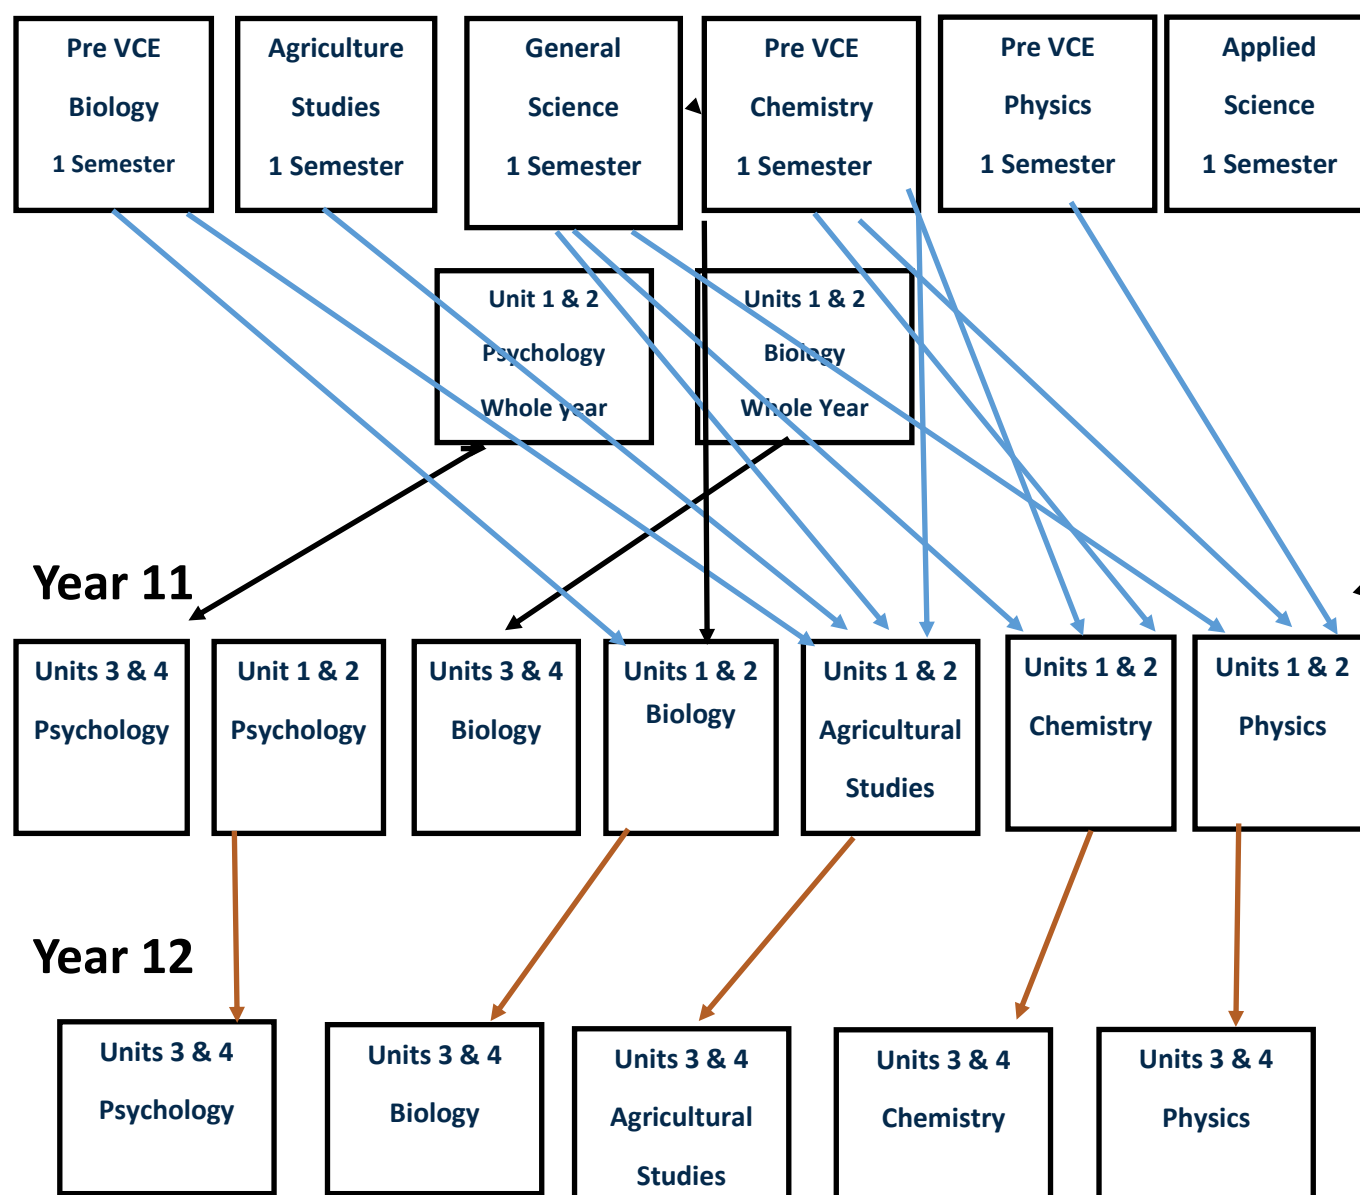 Pre VCE
Biology
1 Semester
Agriculture
Studies
1 Semester
General
Science
1 Semester
Pre VCE
Chemistry
1 Semester
Pre VCE
Physics
1 Semester
Applied
Science
1 Semester
Unit 1 & 2
Psychology
Whole year
Units 1 & 2
Biology
Whole Year
Year 11
Units 3 & 4
Psychology
Unit 1 & 2
Psychology
Units 3 & 4
Biology
Units 1 & 2
Biology
Units 1 & 2
Agricultural
Studies
Units 1 & 2
Chemistry
Units 1 & 2
Physics
Year 12
Units 3 & 4
Psychology
Units 3 & 4
Biology
Units 3 & 4
Agricultural
Studies
Units 3 & 4
Chemistry
Units 3 & 4
Physics